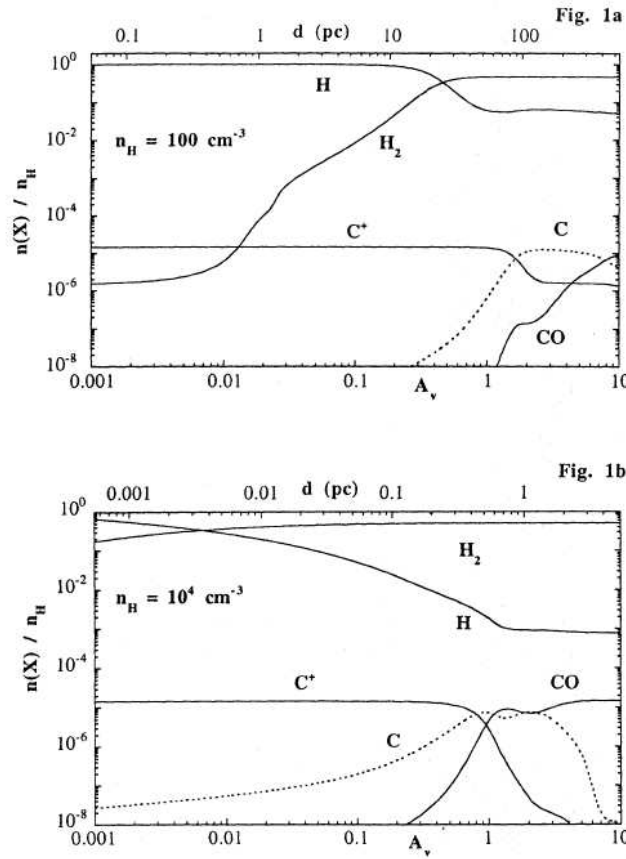 Fig. 1a
d (pc)
0.1 1 10 100
10^0
10^-2
10^-4
10^-6
10^-8
n(X) / n_H
H
n_H = 100 cm^-3
H_2
C^+
C
CO
0.001 0.01 0.1 1 10
A_v
Fig. 1b
d (pc)
0.001 0.01 0.1 1
10^0
10^-2
10^-4
10^-6
10^-8
n(X) / n_H
H_2
n_H = 10^4 cm^-3
H
C^+
CO
C
0.001 0.01 0.1 1 10
A_v